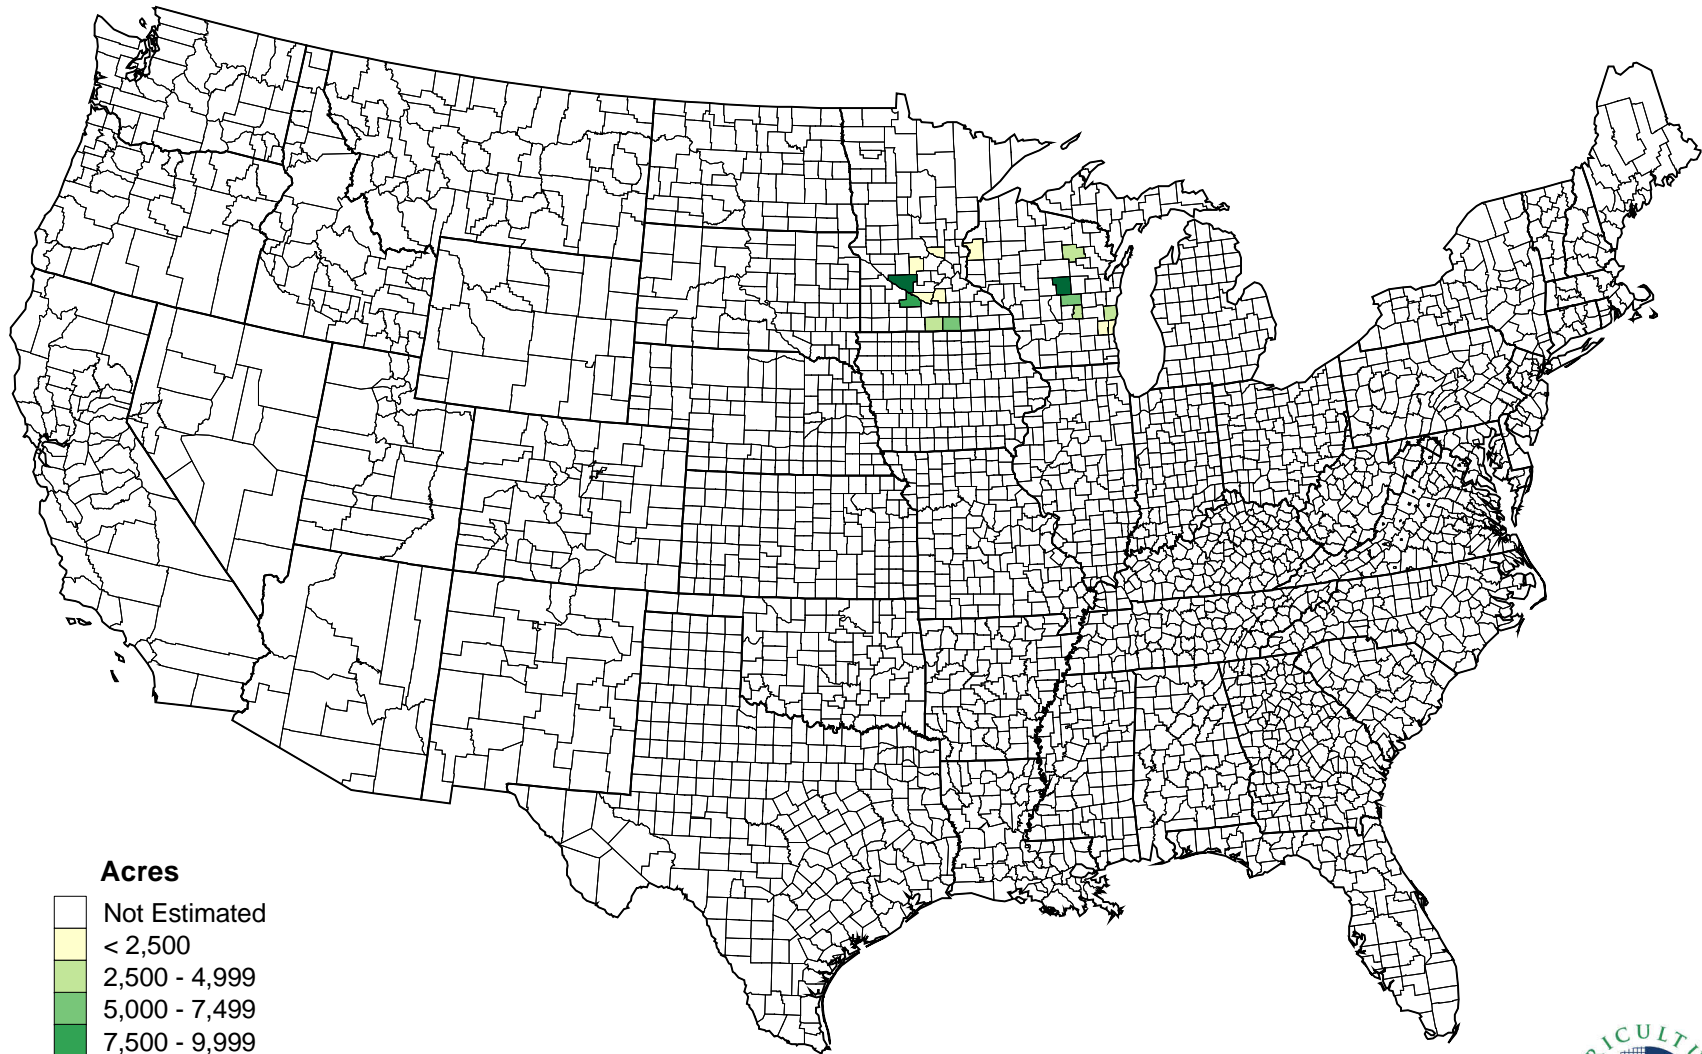 Acres
Not Estimated
< 2,500
2,500 - 4,999
5,000 - 7,499
7,500 - 9,999